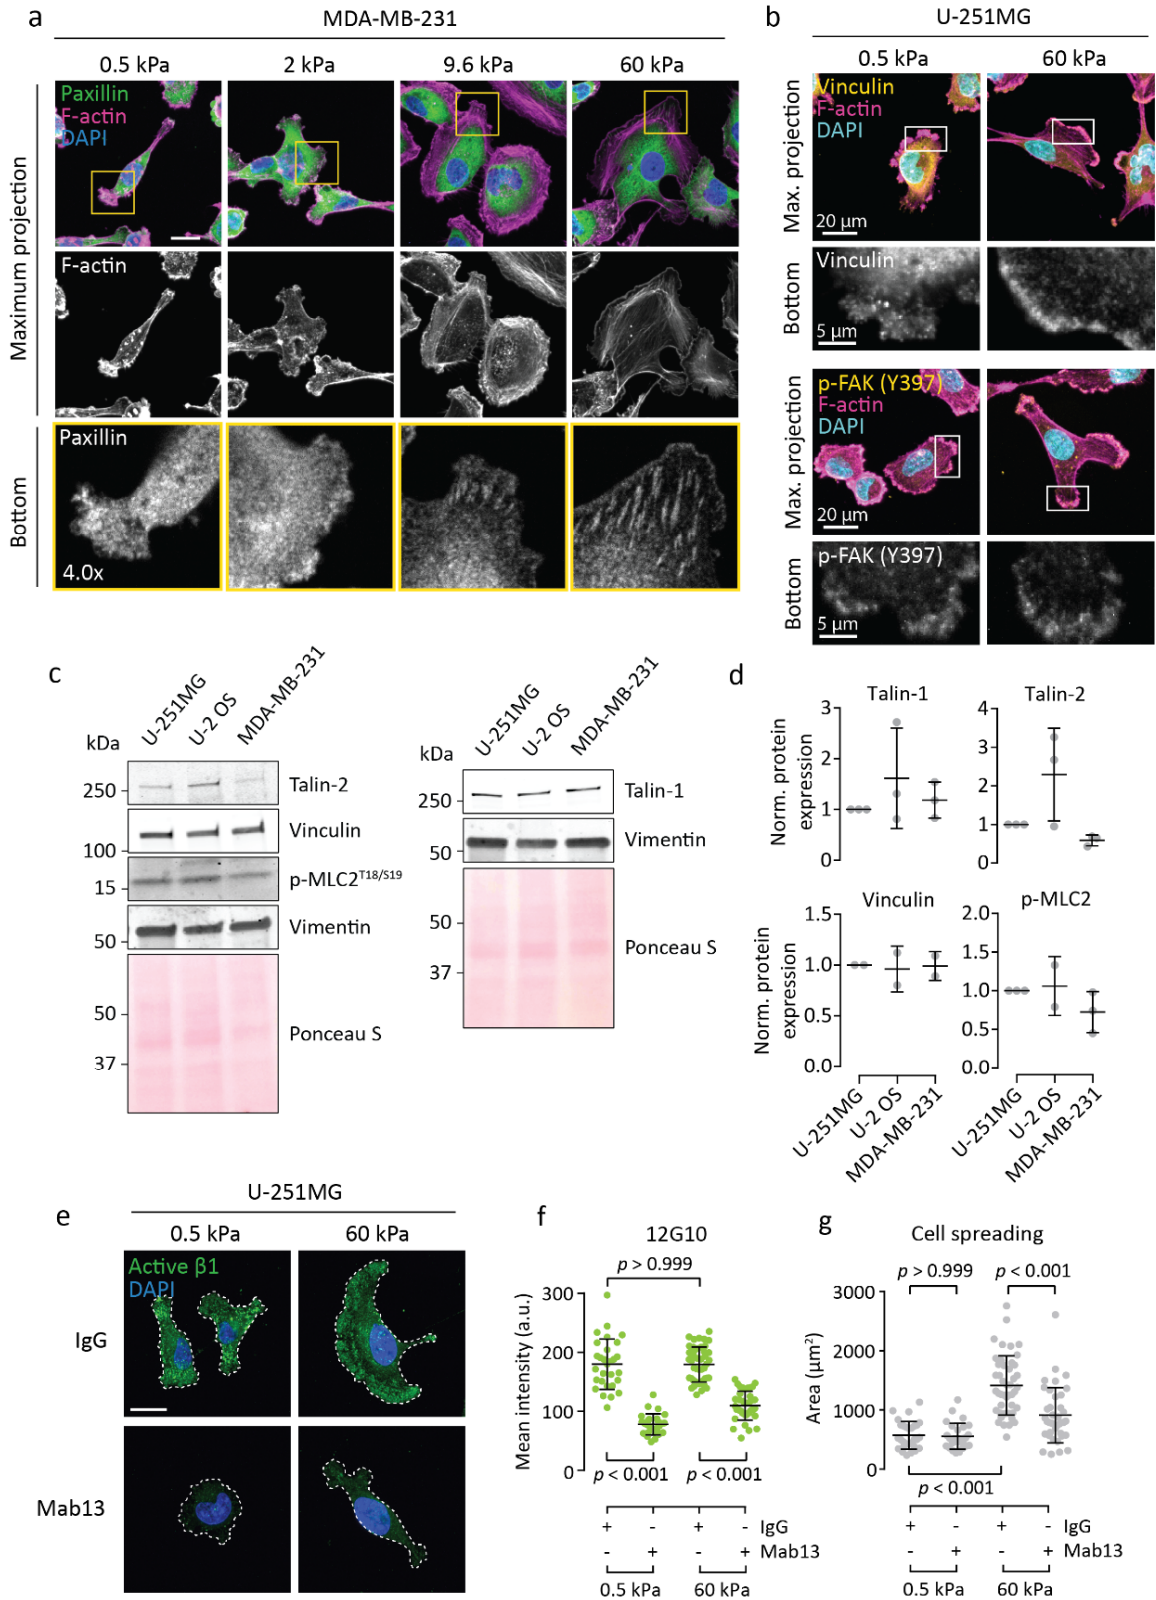 a
MDA-MB-231
0.5 kPa 2 kPa 9.6 kPa 60 kPa
Maximum projection
Paxillin
F-actin
DAPI
F-actin
Bottom
Paxillin
4.0x
b
U-251MG
0.5 kPa 60 kPa
Max. projection
Vinculin
F-actin
DAPI
20 µm
Bottom
Vinculin
5 µm
Max. projection
p-FAK (Y397)
F-actin
DAPI
20 µm
Bottom
p-FAK (Y397)
5 µm
c
kDa
U-251MG
U-2 OS
MDA-MB-231
250
Talin-2
Vinculin
100
15
p-MLC2T18/S19
Vimentin
50
50
Ponceau S
37
kDa
U-251MG
U-2 OS
MDA-MB-231
250
Talin-1
Vimentin
50
50
Ponceau S
37
d
Talin-1
Norm. protein
expression
3
2
1
0
Talin-2
4
3
2
1
0
Vinculin
Norm. protein
expression
1.5
1.0
0.5
0.0
U-251MG
U-2 OS
MDA-MB-231
p-MLC2
2.0
1.5
1.0
0.5
0.0
U-251MG
U-2 OS
MDA-MB-231
e
U-251MG
0.5 kPa 60 kPa
Active β1
DAPI
IgG
Mab13
f
12G10
p > 0.999
Mean intensity (a.u.)
300
200
100
0
p < 0.001 p < 0.001
+ - + - IgG
- + - + Mab13
0.5 kPa 60 kPa
g
Cell spreading
p > 0.999 p < 0.001
Area (µm²)
3000
2000
1000
0
p < 0.001
+ - + - IgG
- + - + Mab13
0.5 kPa 60 kPa